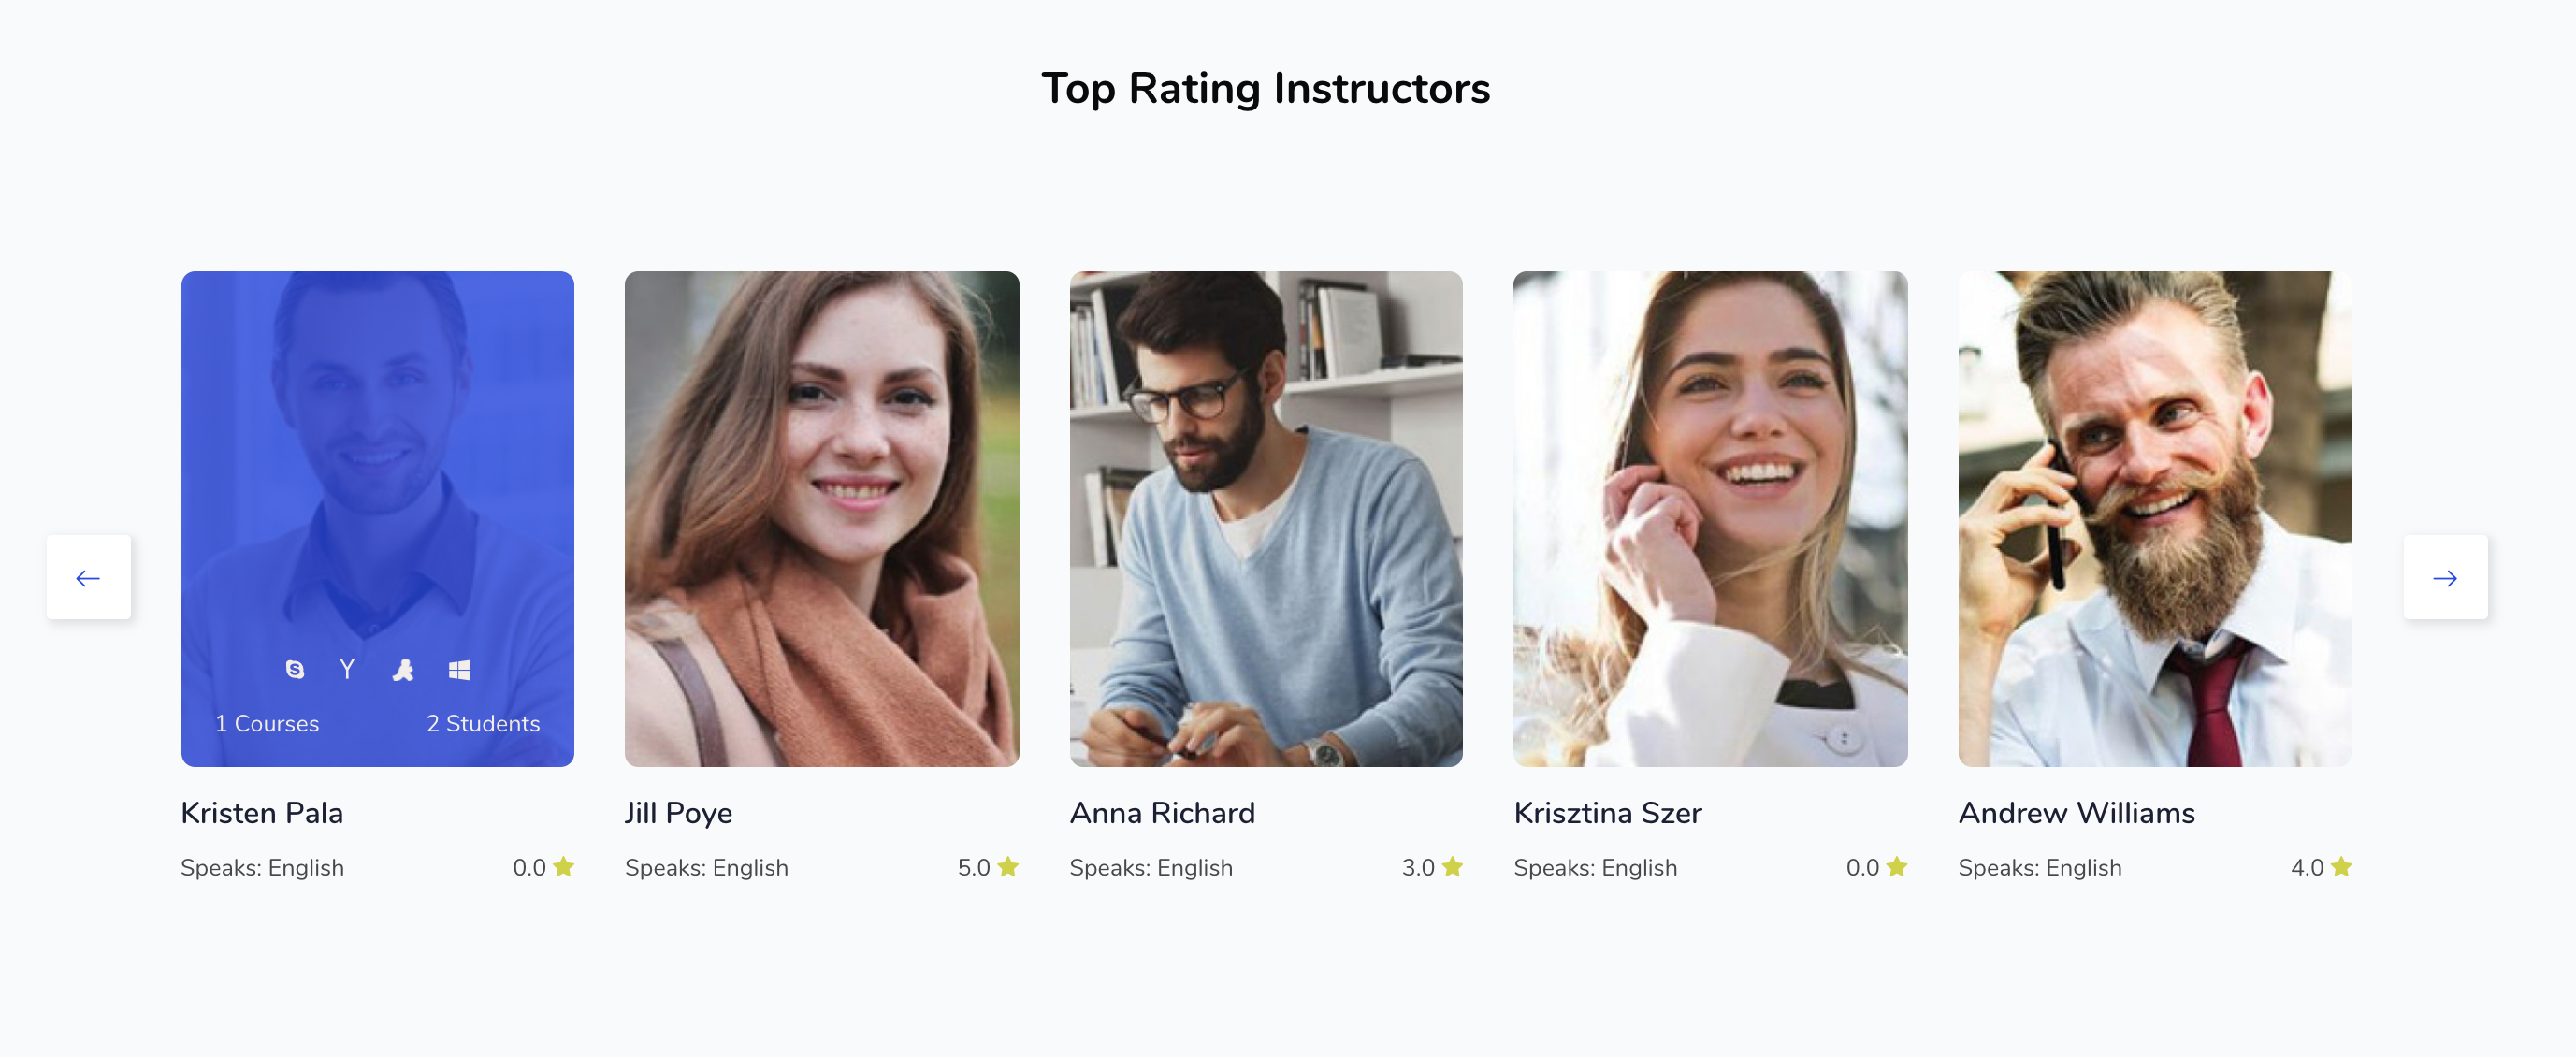 Top Rating Instructors
1 Courses 2 Students
Kristen Pala
Speaks: English 0.0
Jill Poye
Speaks: English 5.0
Anna Richard
Speaks: English 3.0
Krisztina Szer
Speaks: English 0.0
Andrew Williams
Speaks: English 4.0